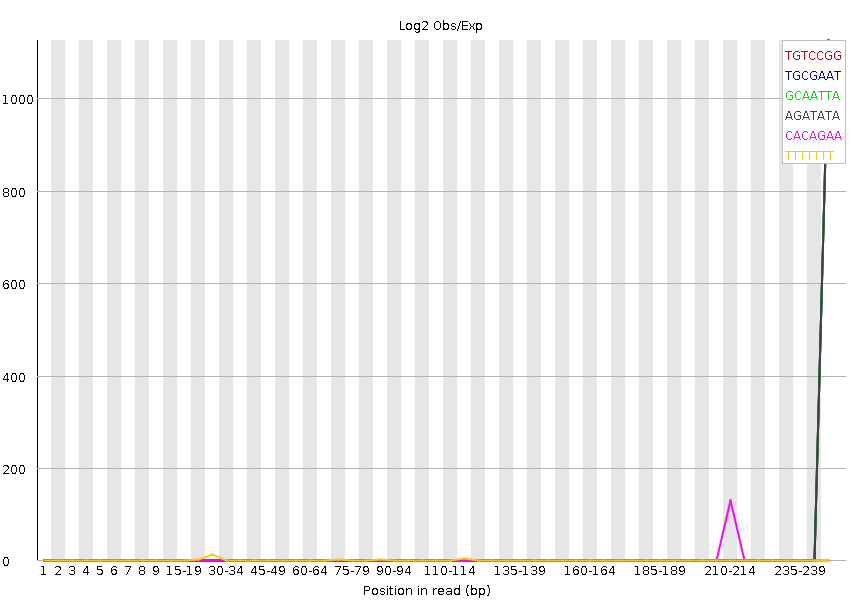 Log2 Obs/Exp
TGTCCGG
TGCGAAT
GCAATTA
AGATATA
CACAGAA
TTTTTTT
1000
800
600
400
200
0
1 2 3 4 5 6 7 8 9 15-19 30-34 45-49 60-64 75-79 90-94 110-114 135-139 160-164 185-189 210-214 235-239
Position in read (bp)